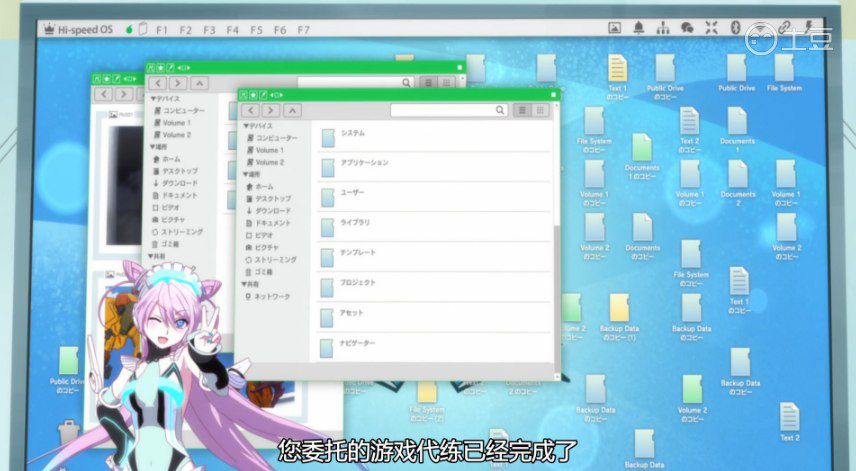 Hi-speed OS F1 F2 F3 F4 F5 F6 F7
土豆
▼デバイス
コンピューター
Volume 1
Volume 2
▼場所
ホーム
デスクトップ
ダウンロード
ドキュメント
ビデオ
ピクチャ
ストリーミング
ゴミ箱
▼共有
▼デバイス
コンピューター
Volume 1
Volume 2
▼場所
ホーム
デスクトップ
ダウンロード
ドキュメント
ビデオ
ピクチャ
ストリーミング
ゴミ箱
▼共有
ネットワーク
システム
アプリケーション
ユーザー
ライブラリ
テンプレート
プロジェクト
アセット
ナビゲーター
Text 1
のコピー
Public Drive
のコピー
Public Drive
File System
File System
のコピー
Documents
1 のコピー
Text 2
のコピー
Documents
1
Volume 1
のコピー
Volume 1
のコピー
Documents
2
Volume 1
のコピー
Volume 2
のコピー
Documents
のコピー
File System
のコピー
Text 1
のコピー
Volume 2
のコピー
Volume 2
のコピー
Backup Data
のコピー (1)
Backup Data
のコピー
Backup Data
のコピー
Public Drive
のコピー
File System
のコピー (2)
Backup Data
のコピー
Volume 2
のコピー
Text 2
Backup Data
のコピー
您委托的游戏代练已经完成了